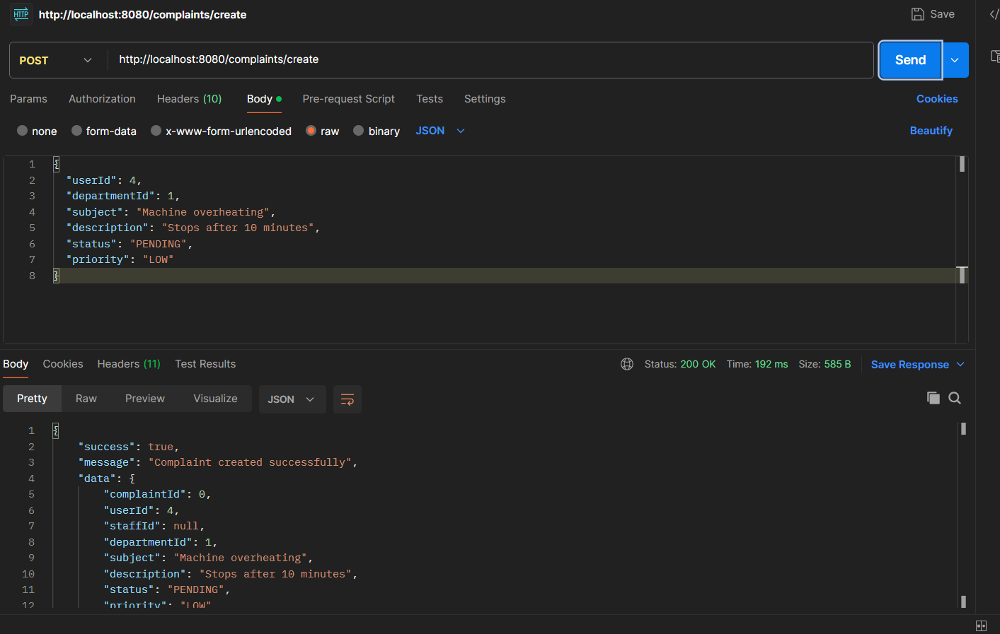 HTTP http://localhost:8080/complaints/create Save
POST http://localhost:8080/complaints/create Send
Params Authorization Headers (10) Body Pre-request Script Tests Settings Cookies
none form-data x-www-form-urlencoded raw binary JSON Beautify
1 {
2 "userId": 4,
3 "departmentId": 1,
4 "subject": "Machine overheating",
5 "description": "Stops after 10 minutes",
6 "status": "PENDING",
7 "priority": "LOW"
8 }
Body Cookies Headers (11) Test Results Status: 200 OK Time: 192 ms Size: 585 B Save Response
Pretty Raw Preview Visualize JSON
1 {
2 "success": true,
3 "message": "Complaint created successfully",
4 "data": {
5 "complaintId": 0,
6 "userId": 4,
7 "staffId": null,
8 "departmentId": 1,
9 "subject": "Machine overheating",
10 "description": "Stops after 10 minutes",
11 "status": "PENDING",
12 "priority": "LOW"